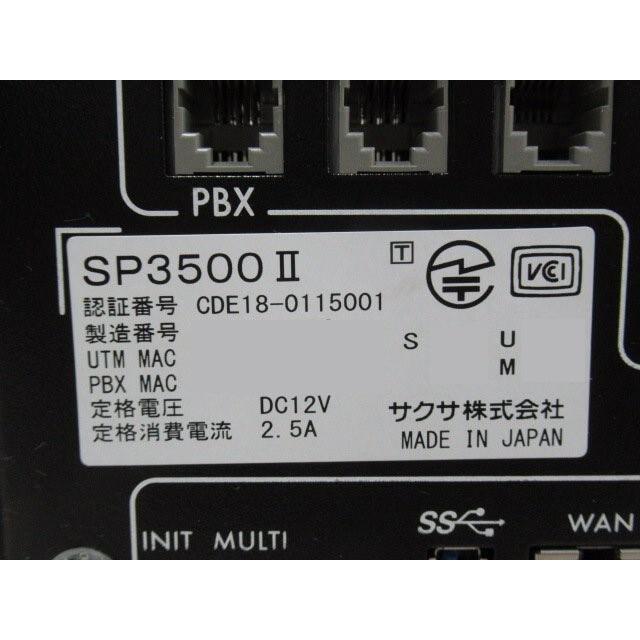 PBX
SP3500Ⅱ
T
VCCI
認証番号 CDE18-0115001
製造番号
S U
UTM MAC
M
PBX MAC
定格電圧 DC12V
サクサ株式会社
定格消費電流 2.5A
MADE IN JAPAN
INIT MULTI SS WAN